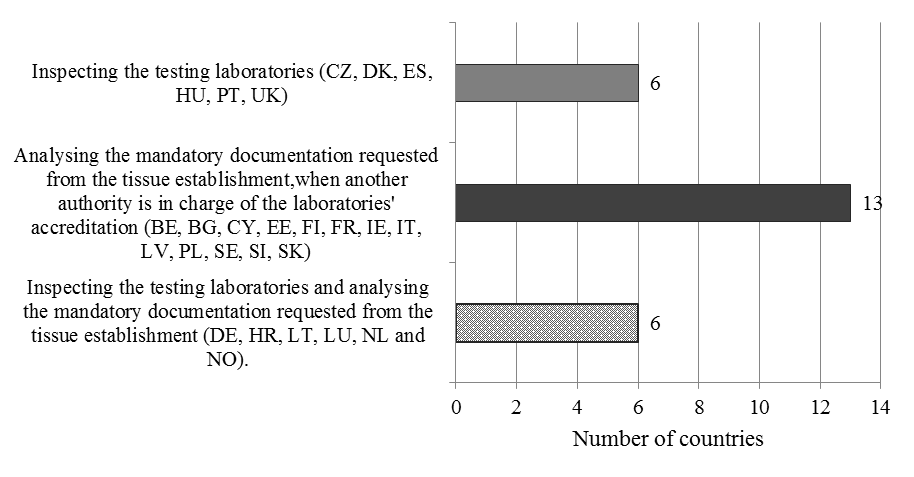 Inspecting the testing laboratories (CZ, DK, ES,
HU, PT, UK)
6
Analysing the mandatory documentation requested
from the tissue establishment,when another
authority is in charge of the laboratories'
accreditation (BE, BG, CY, EE, FI, FR, IE, IT,
LV, PL, SE, SI, SK)
13
Inspecting the testing laboratories and analysing
the mandatory documentation requested from the
tissue establishment (DE, HR, LT, LU, NL and
NO).
6
0 2 4 6 8 10 12 14
Number of countries